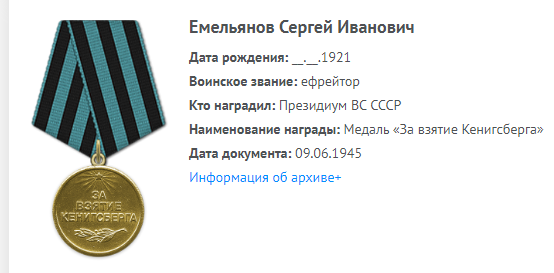 Емельянов Сергей Иванович
Дата рождения: __.__.1921
Воинское звание: ефрейтор
Кто наградил: Президиум ВС СССР
Наименование награды: Медаль «За взятие Кенигсберга»
Дата документа: 09.06.1945
Информация об архиве+
ЗА
ВЗЯТИЕ
КЕНИГСБЕРГА